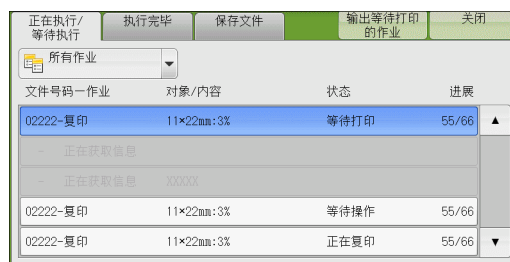 正在执行/
等待执行
执行完毕
保存文件
输出等待打印
的作业
关闭
所有作业
文件号码一作业 对象/内容 状态 进展
02222-复印 11×22mm:3% 等待打印 55/66
- 正在获取信息
- 正在获取信息 XXXXX
02222-复印 11×22mm:3% 等待操作 55/66
02222-复印 11×22mm:3% 正在复印 55/66